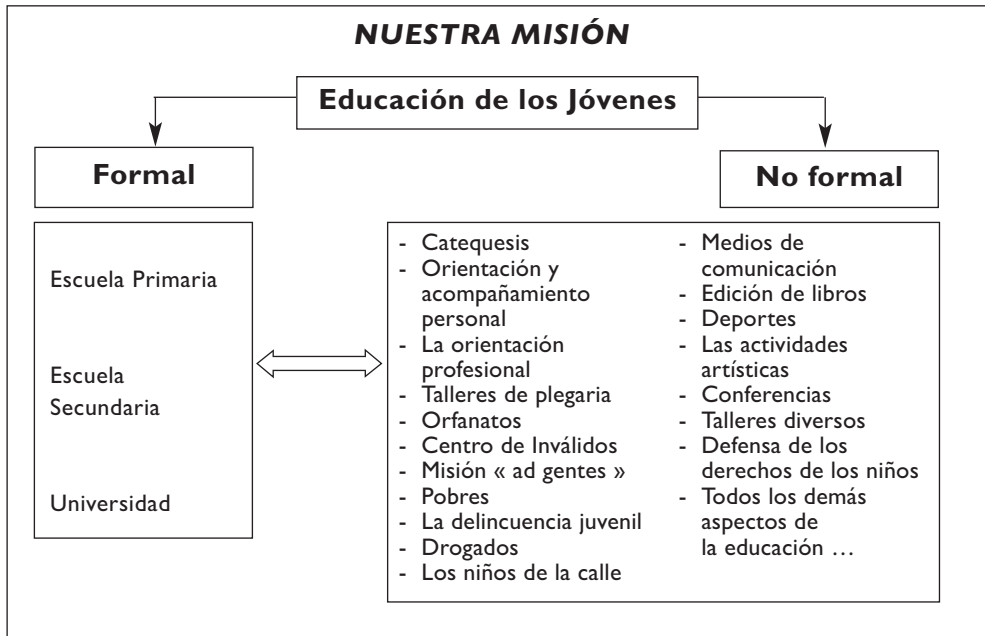 NUESTRA MISIÓN
Educación de los Jóvenes
Formal
No formal
Escuela Primaria
Escuela
Secundaria
Universidad
- Catequesis
- Orientación y
acompañamiento
personal
- La orientación
profesional
- Talleres de plegaria
- Orfanatos
- Centro de Inválidos
- Misión « ad gentes »
- Pobres
- La delincuencia juvenil
- Drogados
- Los niños de la calle
- Medios de
comunicación
- Edición de libros
- Deportes
- Las actividades
artísticas
- Conferencias
- Talleres diversos
- Defensa de los
derechos de los niños
- Todos los demás
aspectos de
la educación …